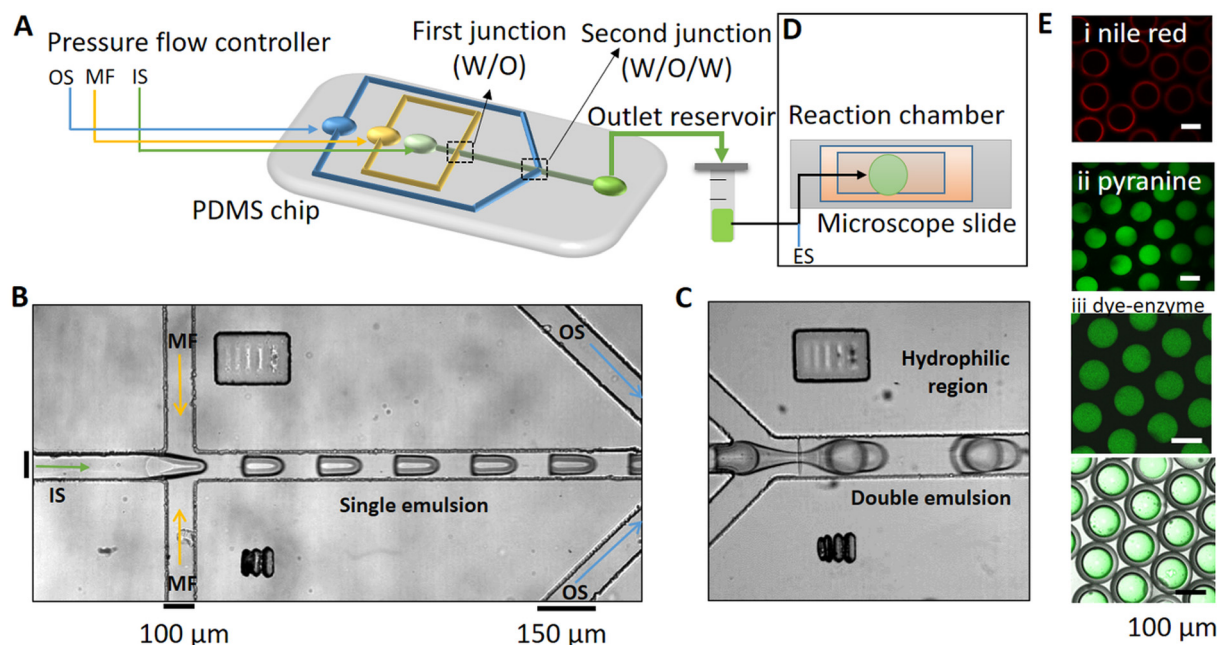 A
Pressure flow controller
OS MF IS
First junction
(W/O)
Second junction
(W/O/W)
Outlet reservoir
PDMS chip
D
Reaction chamber
Microscope slide
ES
E
i nile red
ii pyranine
iii dye-enzyme
100 µm
B
MF
OS
IS
Single emulsion
MF
OS
100 µm
150 µm
C
Hydrophilic
region
Double emulsion